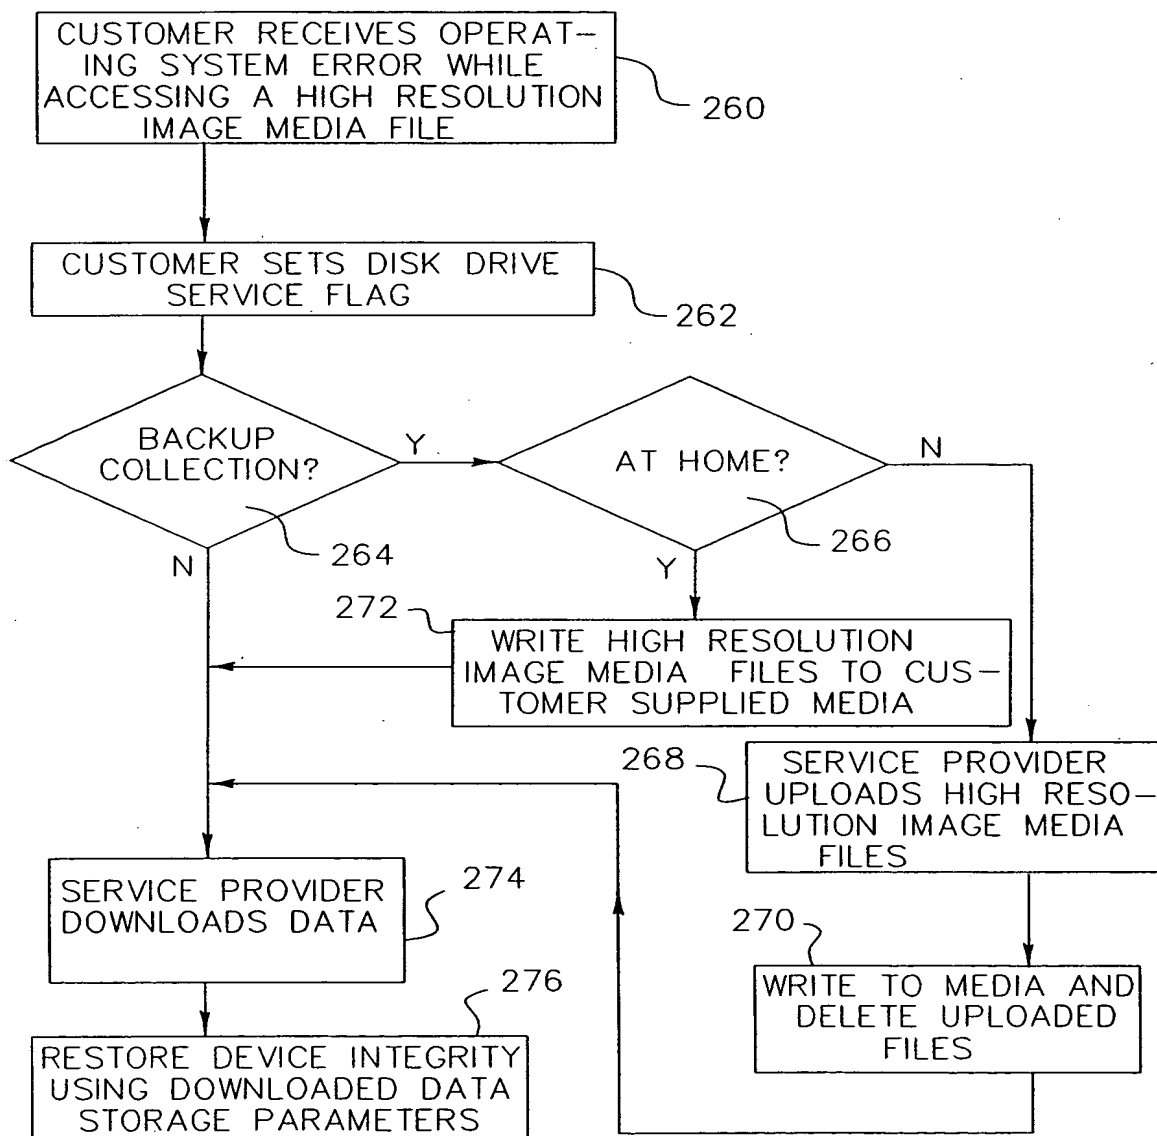 CUSTOMER RECEIVES OPERAT-
ING SYSTEM ERROR WHILE
ACCESSING A HIGH RESOLUTION
IMAGE MEDIA FILE
260
CUSTOMER SETS DISK DRIVE
SERVICE FLAG
262
BACKUP
COLLECTION?
264
Y
N
AT HOME?
266
N
Y
272
WRITE HIGH RESOLUTION
IMAGE MEDIA FILES TO CUS-
TOMER SUPPLIED MEDIA
268
SERVICE PROVIDER
UPLOADS HIGH RESO-
LUTION IMAGE MEDIA
FILES
270
WRITE TO MEDIA AND
DELETE UPLOADED
FILES
SERVICE PROVIDER
DOWNLOADS DATA
274
276
RESTORE DEVICE INTEGRITY
USING DOWNLOADED DATA
STORAGE PARAMETERS